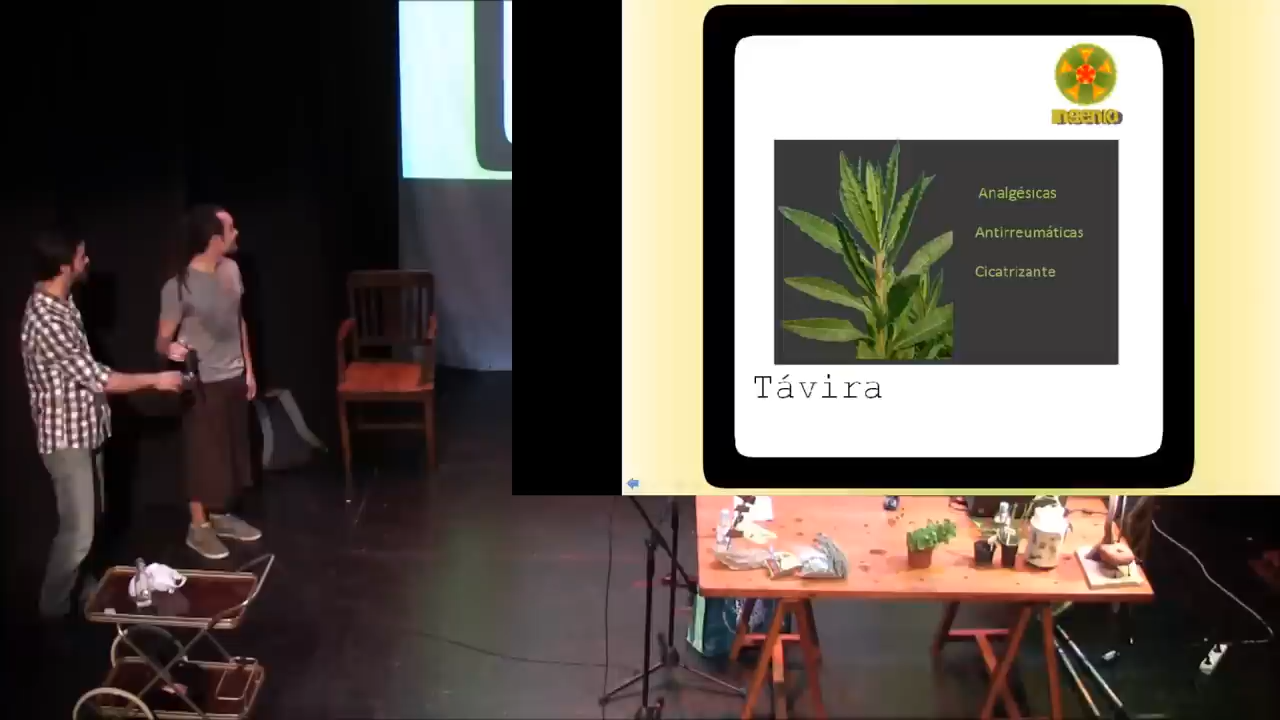 INGENIO
Analgésicas
Antirreumáticas
Cicatrizante
Távira